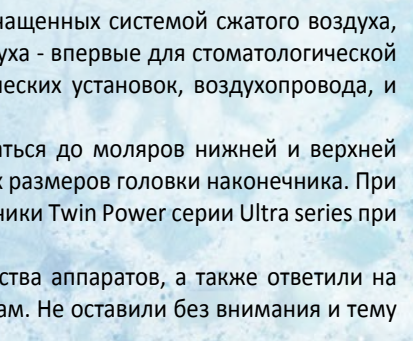 нащенных системой сжатого воздуха,
уха - впервые для стоматологической
еских установок, воздухопровода, и
аться до моляров нижней и верхней
х размеров головки наконечника. При
ники Twin Power серии Ultra series при
ства аппаратов, а также ответили на
ам. Не оставили без внимания и тему